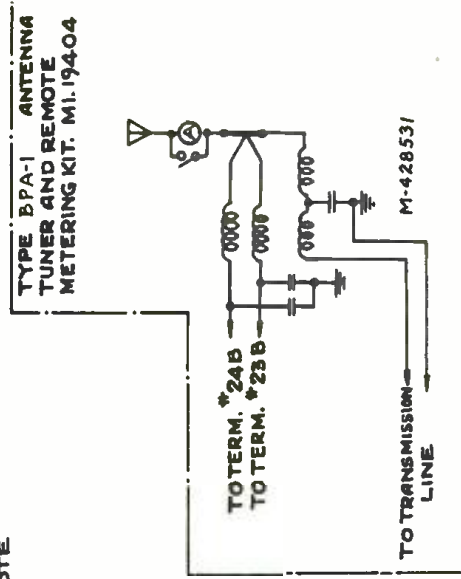 TYPE BPA-1 ANTENNA
TUNER AND REMOTE
METERING KIT. MI.19404
A
TO TERM. #24B
TO TERM. #23B
M-428531
TO TRANSMISSION
LINE